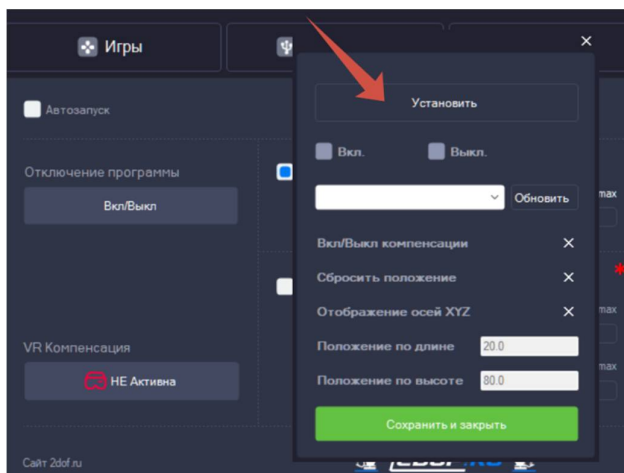 Игры
Автозапуск
Отключение программы
Вкл/Выкл
VR Компенсация
НЕ Активна
Сайт 2dof.ru
Установить
Вкл.
Выкл.
Обновить
Вкл/Выкл компенсации
Сбросить положение
Отображение осей XYZ
Положение по длине
20.0
Положение по высоте
80.0
Сохранить и закрыть
max
max
max